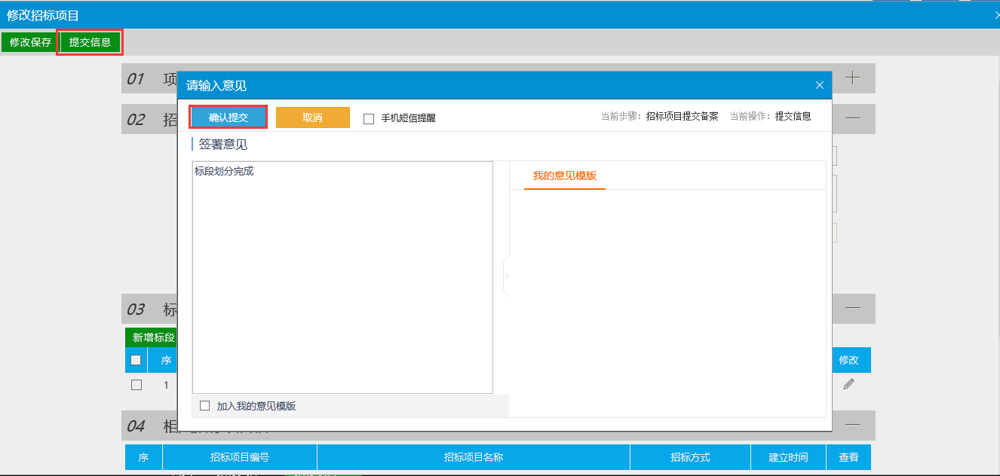 修改招标项目
修改保存 提交信息
01 项
请输入意见
02 招
确认提交 取消 手机短信提醒 当前步骤：招标项目提交备案 当前操作：提交信息
签署意见
标段划分完成
我的意见模版
03 标
新增标段
序 修改
1
加入我的意见模版
04 相
序 招标项目编号 招标项目名称 招标方式 建立时间 查看